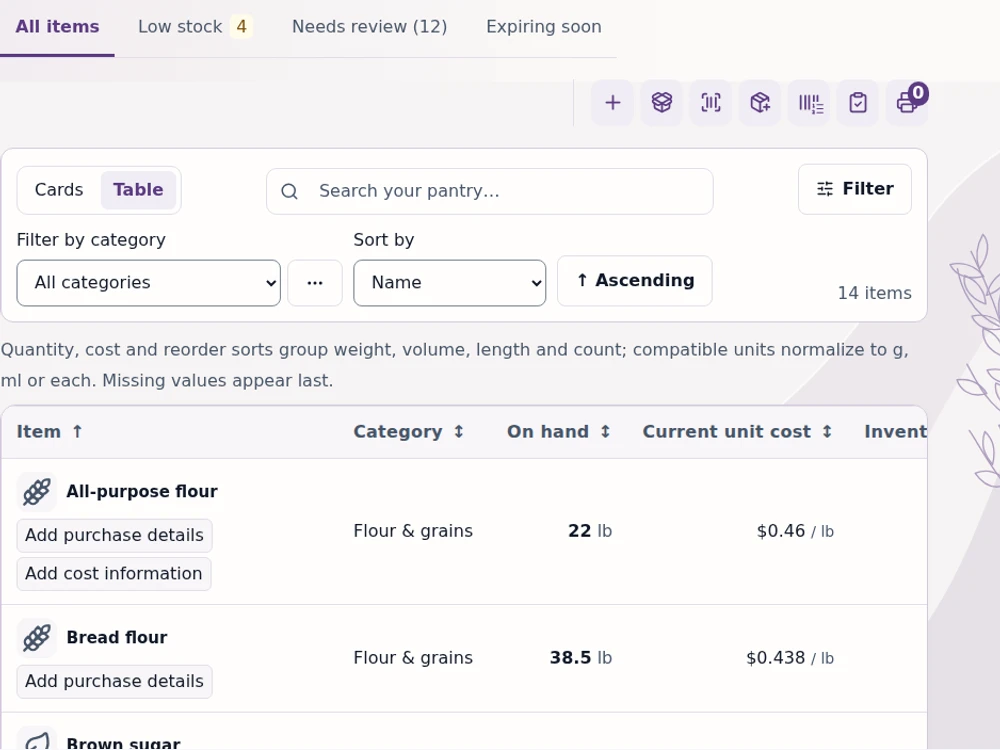 All items Low stock 4 Needs review (12) Expiring soon
0
Cards Table Search your pantry... Filter
Filter by category Sort by
All categories ... Name ↑ Ascending
14 items
Quantity, cost and reorder sorts group weight, volume, length and count; compatible units normalize to g,
ml or each. Missing values appear last.
Item ↑ Category ↕ On hand ↕ Current unit cost ↕ Invent
All-purpose flour
Add purchase details
Flour & grains 22 lb $0.46 / lb
Add cost information
Bread flour
Flour & grains 38.5 lb $0.438 / lb
Add purchase details
Brown sugar